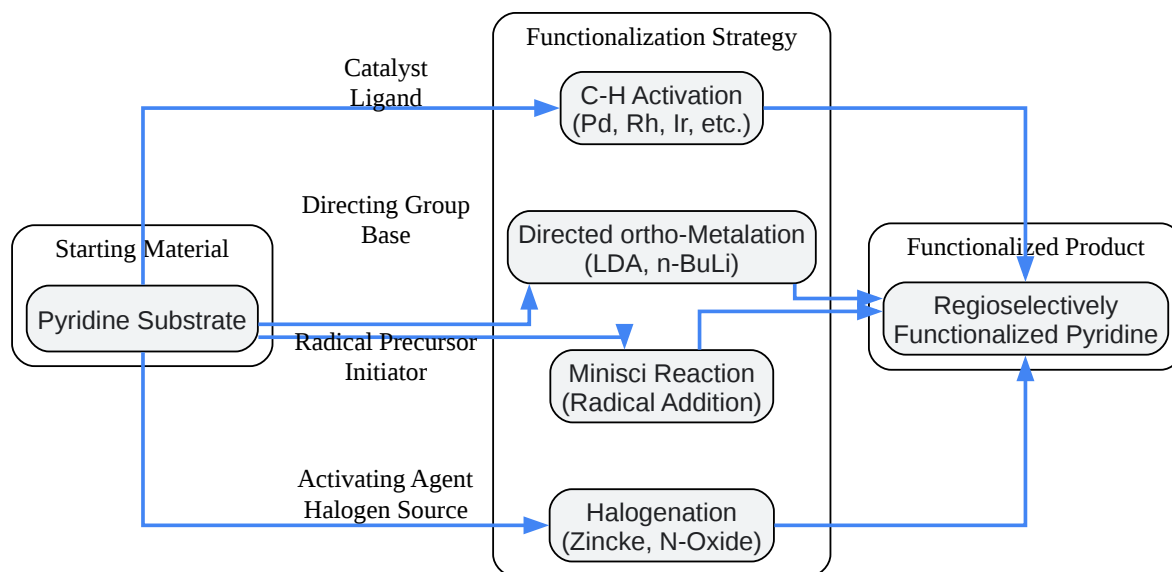 Functionalization Strategy
Catalyst
Ligand
C-H Activation
(Pd, Rh, Ir, etc.)
Directing Group
Base
Directed ortho-Metalation
(LDA, n-BuLi)
Starting Material
Pyridine Substrate
Functionalized Product
Regioselectively
Functionalized Pyridine
Radical Precursor
Initiator
Minisci Reaction
(Radical Addition)
Activating Agent
Halogen Source
Halogenation
(Zincke, N-Oxide)